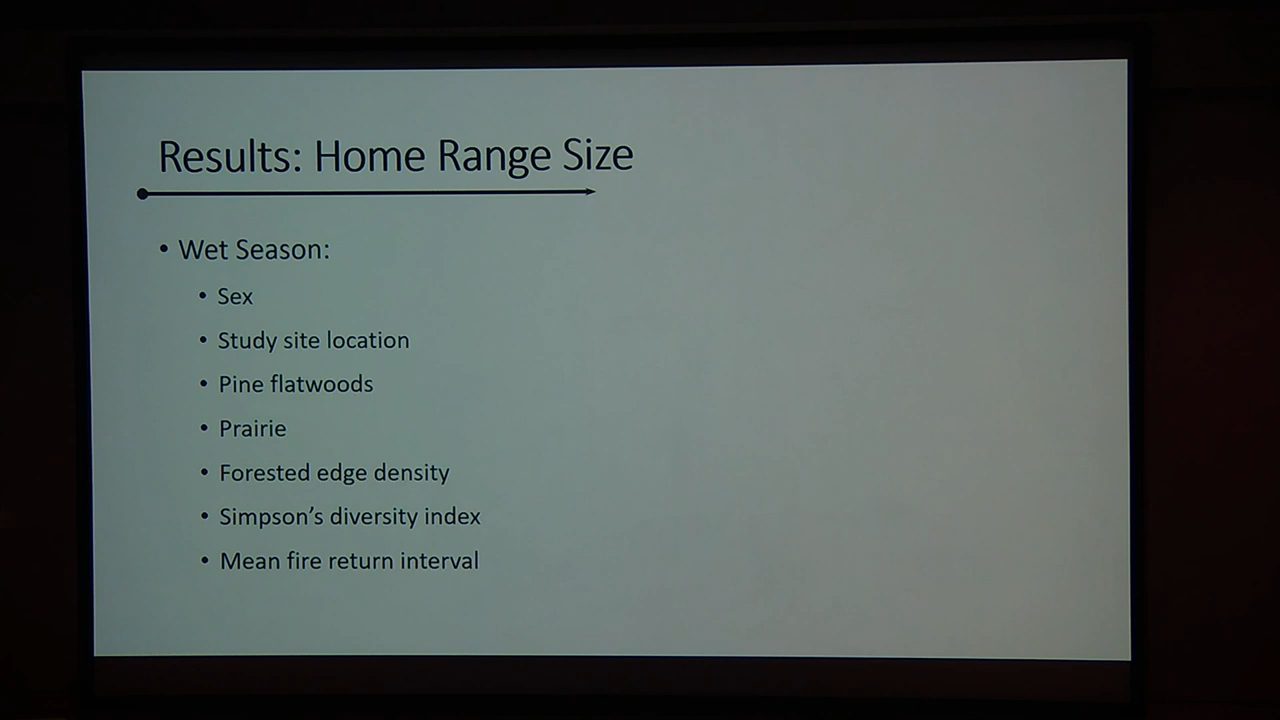 Results: Home Range Size
• Wet Season:
• Sex
• Study site location
• Pine flatwoods
• Prairie
• Forested edge density
• Simpson's diversity index
• Mean fire return interval